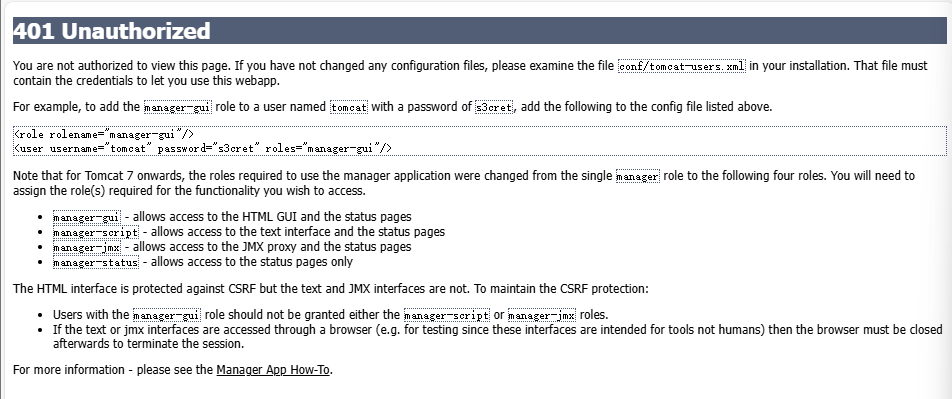 401 Unauthorized
You are not authorized to view this page. If you have not changed any configuration files, please examine the file conf/tomcat-users.xml in your installation. That file must
contain the credentials to let you use this webapp.
For example, to add the manager-gui role to a user named tomcat with a password of s3cret, add the following to the config file listed above.
<role rolename="manager-gui"/>
<user username="tomcat" password="s3cret" roles="manager-gui"/>
Note that for Tomcat 7 onwards, the roles required to use the manager application were changed from the single manager role to the following four roles. You will need to
assign the role(s) required for the functionality you wish to access.
• manager-gui - allows access to the HTML GUI and the status pages
• manager-script - allows access to the text interface and the status pages
• manager-jmx - allows access to the JMX proxy and the status pages
• manager-status - allows access to the status pages only
The HTML interface is protected against CSRF but the text and JMX interfaces are not. To maintain the CSRF protection:
• Users with the manager-gui role should not be granted either the manager-script or manager-jmx roles.
• If the text or jmx interfaces are accessed through a browser (e.g. for testing since these interfaces are intended for tools not humans) then the browser must be closed
afterwards to terminate the session.
For more information - please see the Manager App How-To.